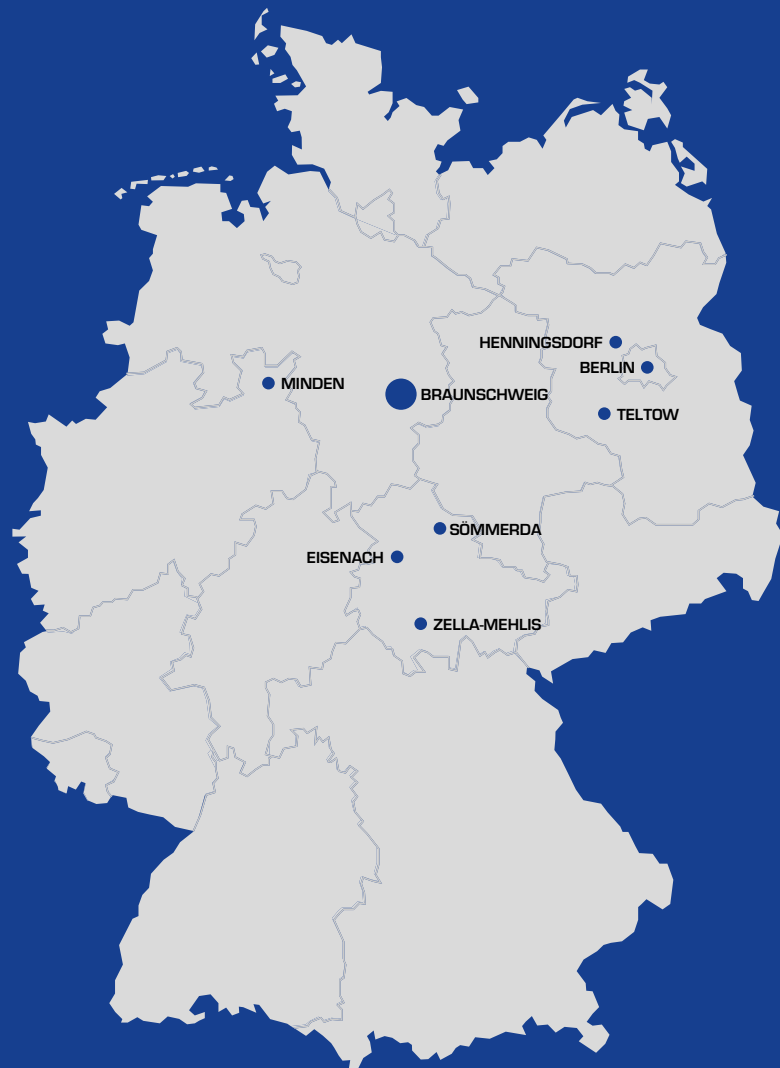 HENNINGSDORF
BERLIN
MINDEN
BRAUNSCHWEIG
TELTOW
SÖMMERDA
EISENACH
ZELLA-MEHLIS